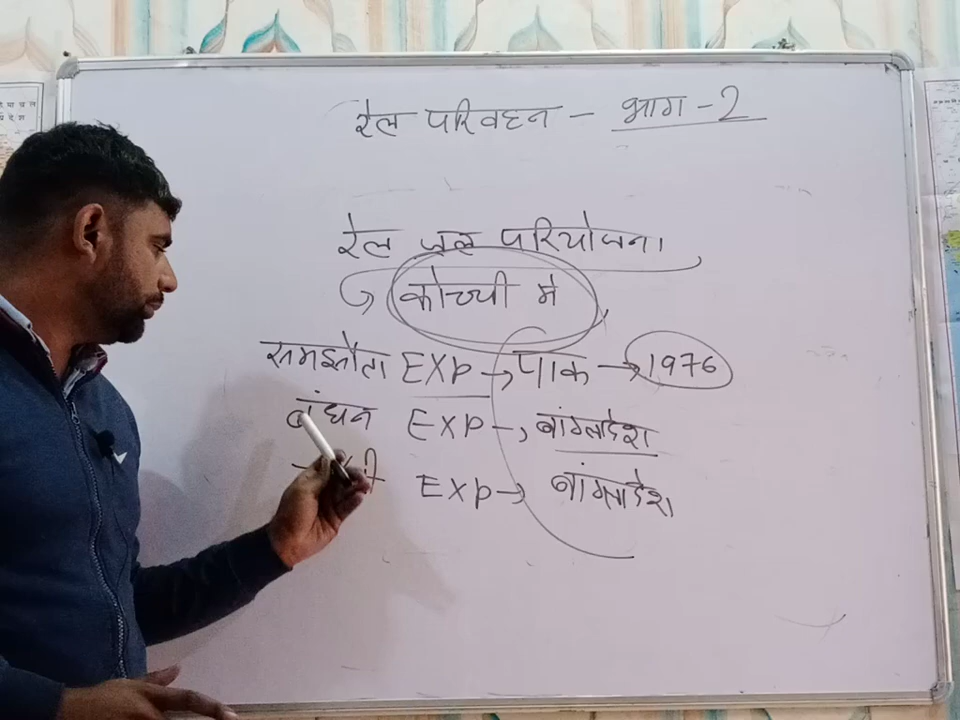 रेल परिवहन - भाग - 2
रेल जल परियोजना
कोच्ची मे
समझौता EXP → पाक → 1976
बंधन EXP → बांग्लादेश
EXP → बांग्लादेश